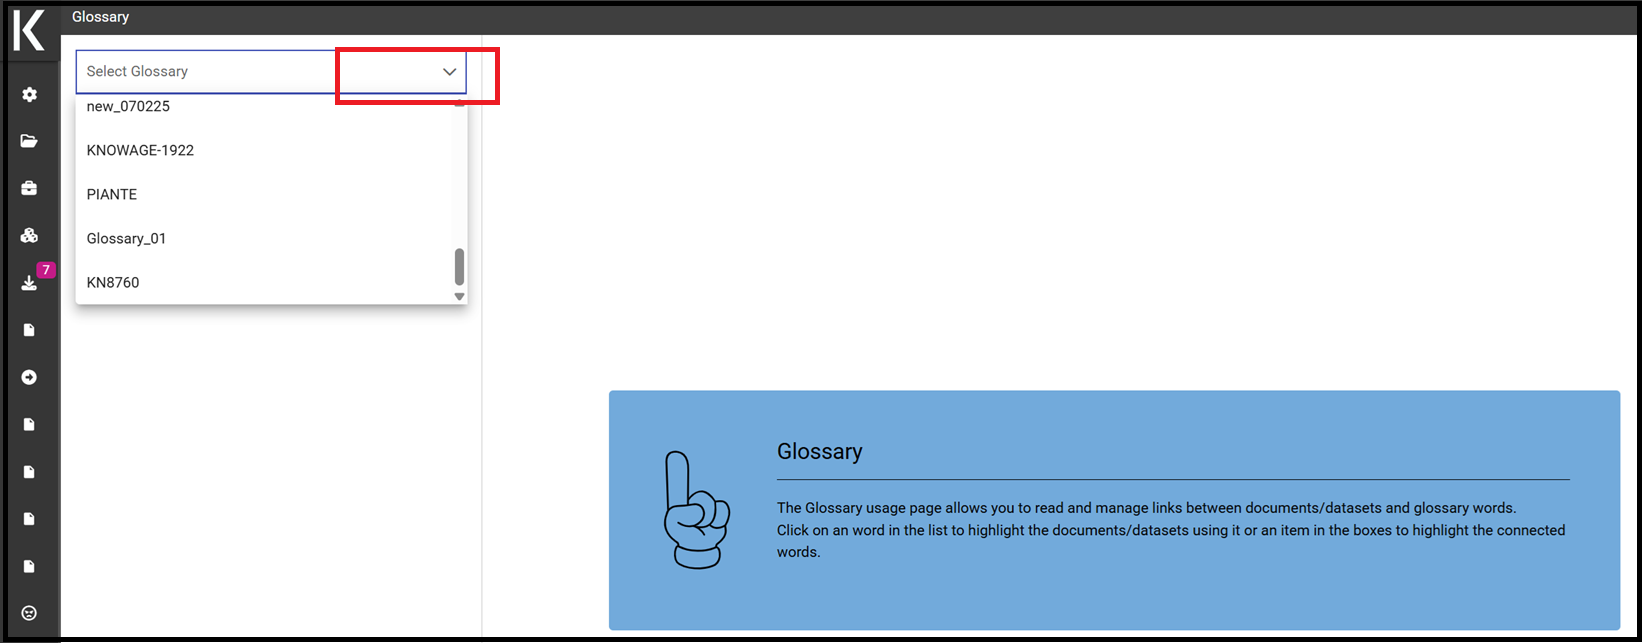 K
Glossary
Select Glossary
new_070225
KNOWAGE-1922
PIANTE
Glossary_01
KN8760
7
Glossary
The Glossary usage page allows you to read and manage links between documents/datasets and glossary words.
Click on an word in the list to highlight the documents/datasets using it or an item in the boxes to highlight the connected
words.